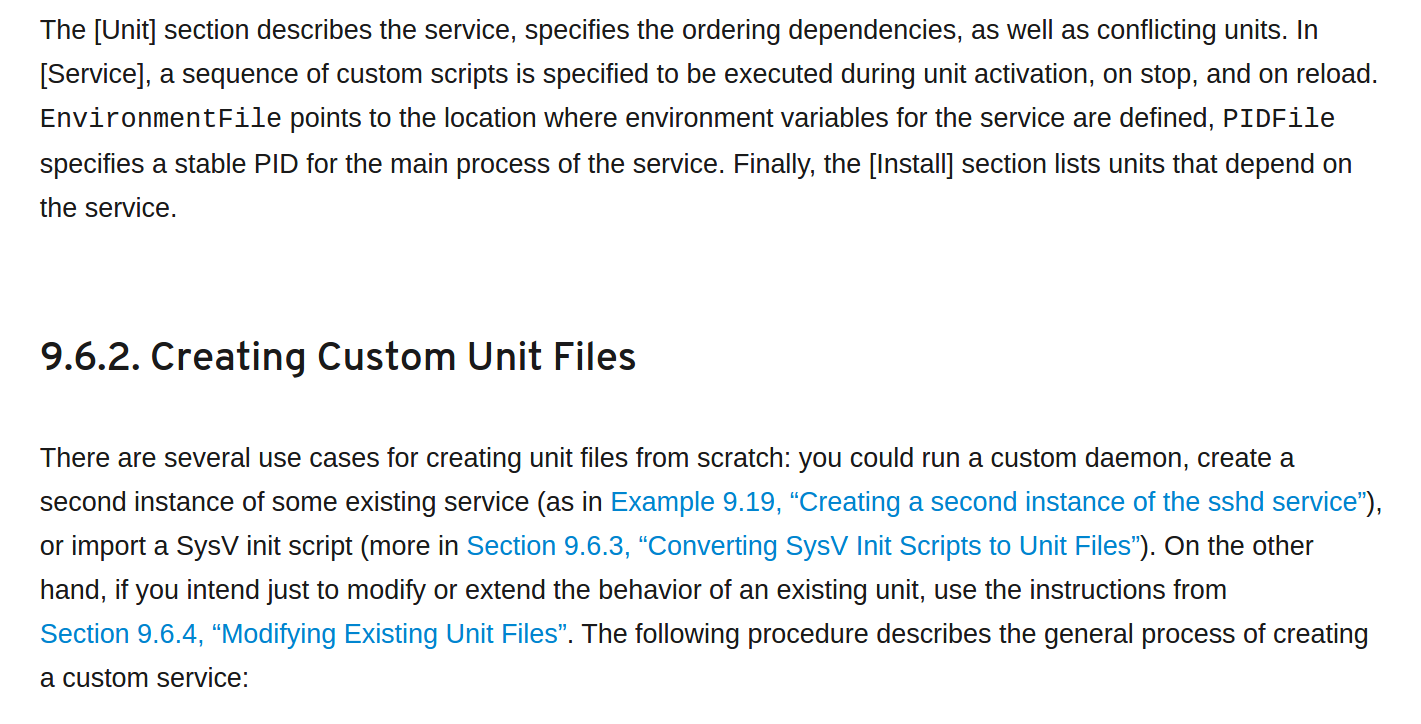 The [Unit] section describes the service, specifies the ordering dependencies, as well as conflicting units. In
[Service], a sequence of custom scripts is specified to be executed during unit activation, on stop, and on reload.
EnvironmentFile points to the location where environment variables for the service are defined, PIDFile
specifies a stable PID for the main process of the service. Finally, the [Install] section lists units that depend on
the service.
9.6.2. Creating Custom Unit Files
There are several use cases for creating unit files from scratch: you could run a custom daemon, create a
second instance of some existing service (as in Example 9.19, “Creating a second instance of the sshd service”),
or import a SysV init script (more in Section 9.6.3, “Converting SysV Init Scripts to Unit Files”). On the other
hand, if you intend just to modify or extend the behavior of an existing unit, use the instructions from
Section 9.6.4, “Modifying Existing Unit Files”. The following procedure describes the general process of creating
a custom service: